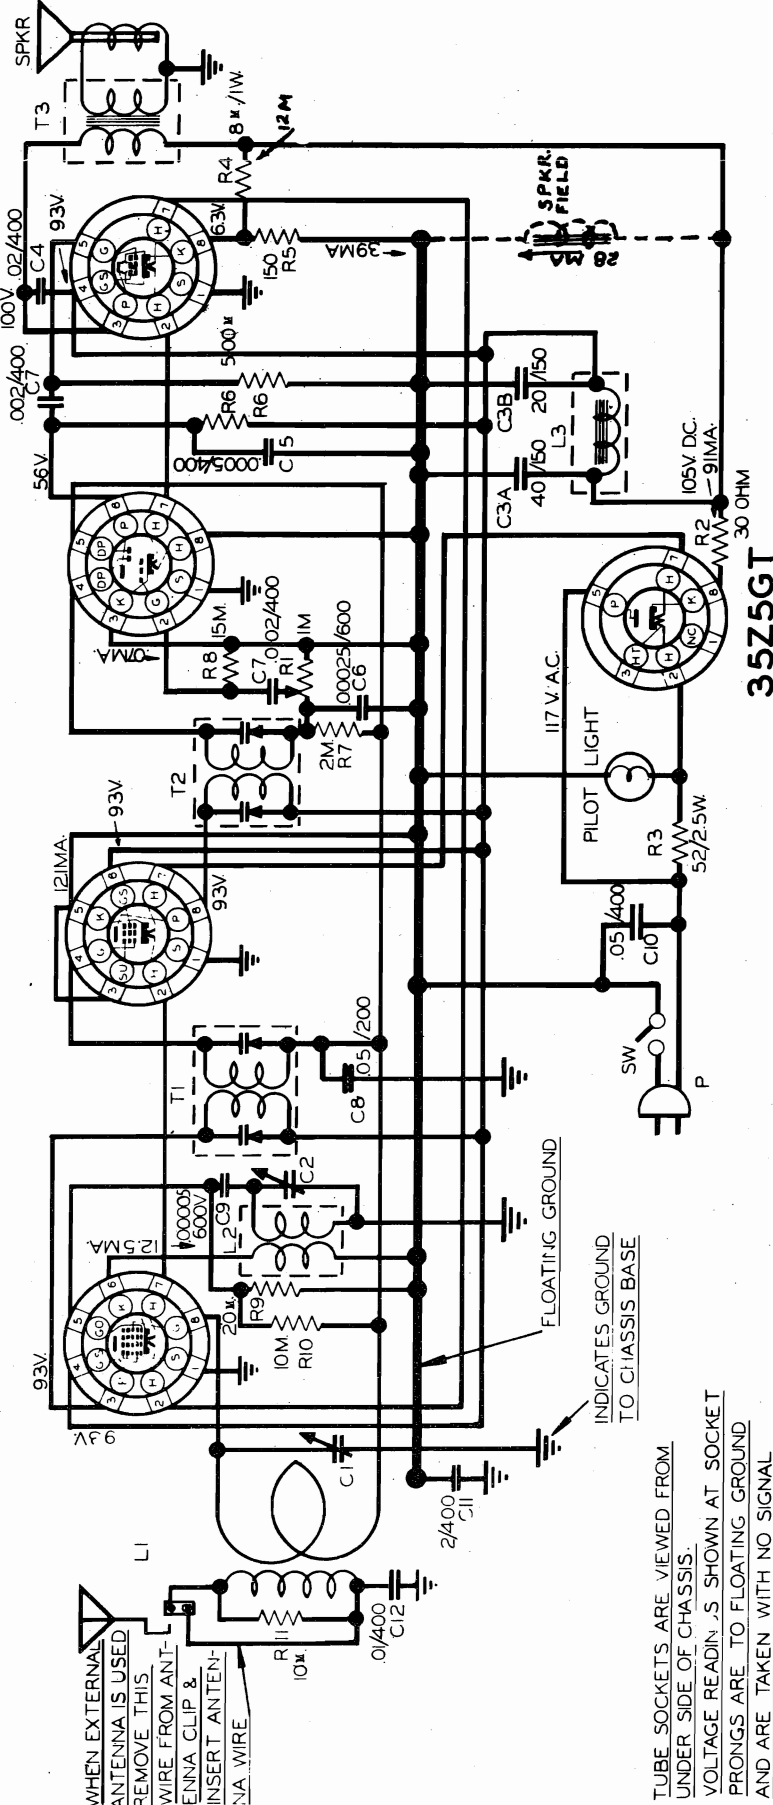 WHEN EXTERNAL
ANTENNA IS USED
REMOVE THIS
WIRE FROM ANT-
ENNA CLIP &
INSERT ANTEN-
NA WIRE
L1
R11
10M.
.01/400
C12
C1
2/400
C11
93V.
93V.
12.5MA.
.00005
600V
C9
L2
C2
20M.
R9
10M.
R10
T1
C8
.05/200
12.1MA.
93V.
93V.
T2
2M.
R7
.07MA.
R8
15M.
C7
.002/400
R1
1M
.00025/600
C6
56V.
.002/400
C7
.0005/400
C5
R6
R6
500M
100V.
.02/400
C4
93V.
6.3V.
150
R5
R4
8M/1W.
12M
T3
SPKR
39MA
SPKR.
FIELD
28
MA
C3B
20/150
C3A
40/150
L3
105V D.C.
91MA.
R2
30 OHM
35Z5GT
117 V. A.C.
PILOT LIGHT
R3
52/2.5W.
.05/400
C10
SW
P
FLOATING GROUND
INDICATES GROUND
TO CHASSIS BASE
TUBE SOCKETS ARE VIEWED FROM
UNDER SIDE OF CHASSIS.
VOLTAGE READINGS SHOWN AT SOCKET
PRONGS ARE TO FLOATING GROUND
AND ARE TAKEN WITH NO SIGNAL